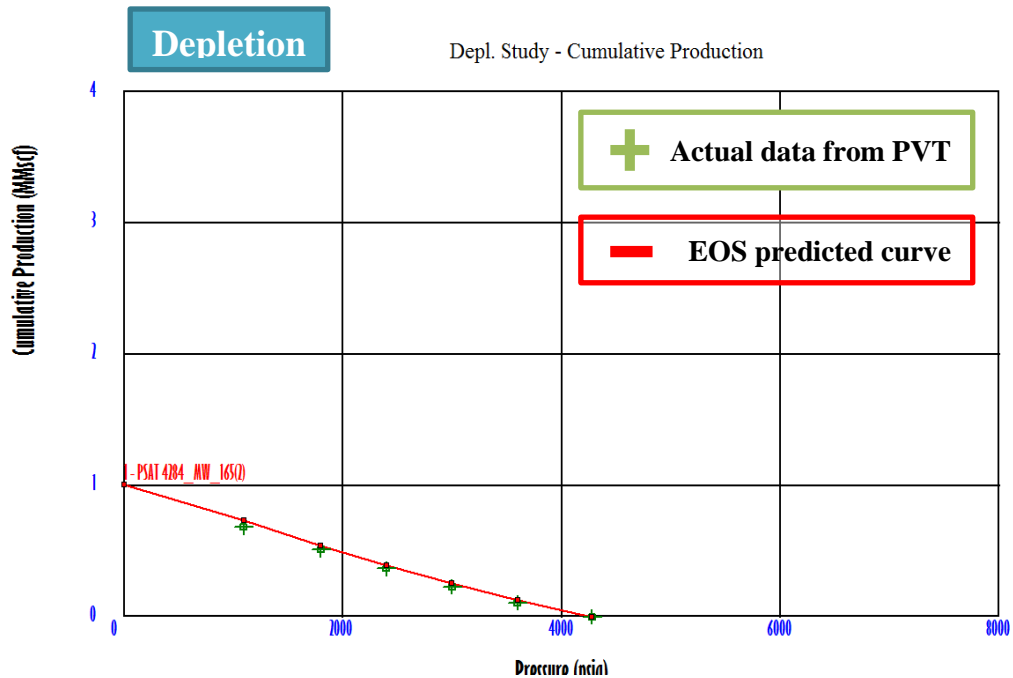 Depletion
Depl. Study - Cumulative Production
Cumulative Production (MMscf)
4
3
2
1
0
Actual data from PVT
EOS predicted curve
1 - PSAT 4284_MW_165(2)
0 2000 4000 6000 8000
Pressure (psig)